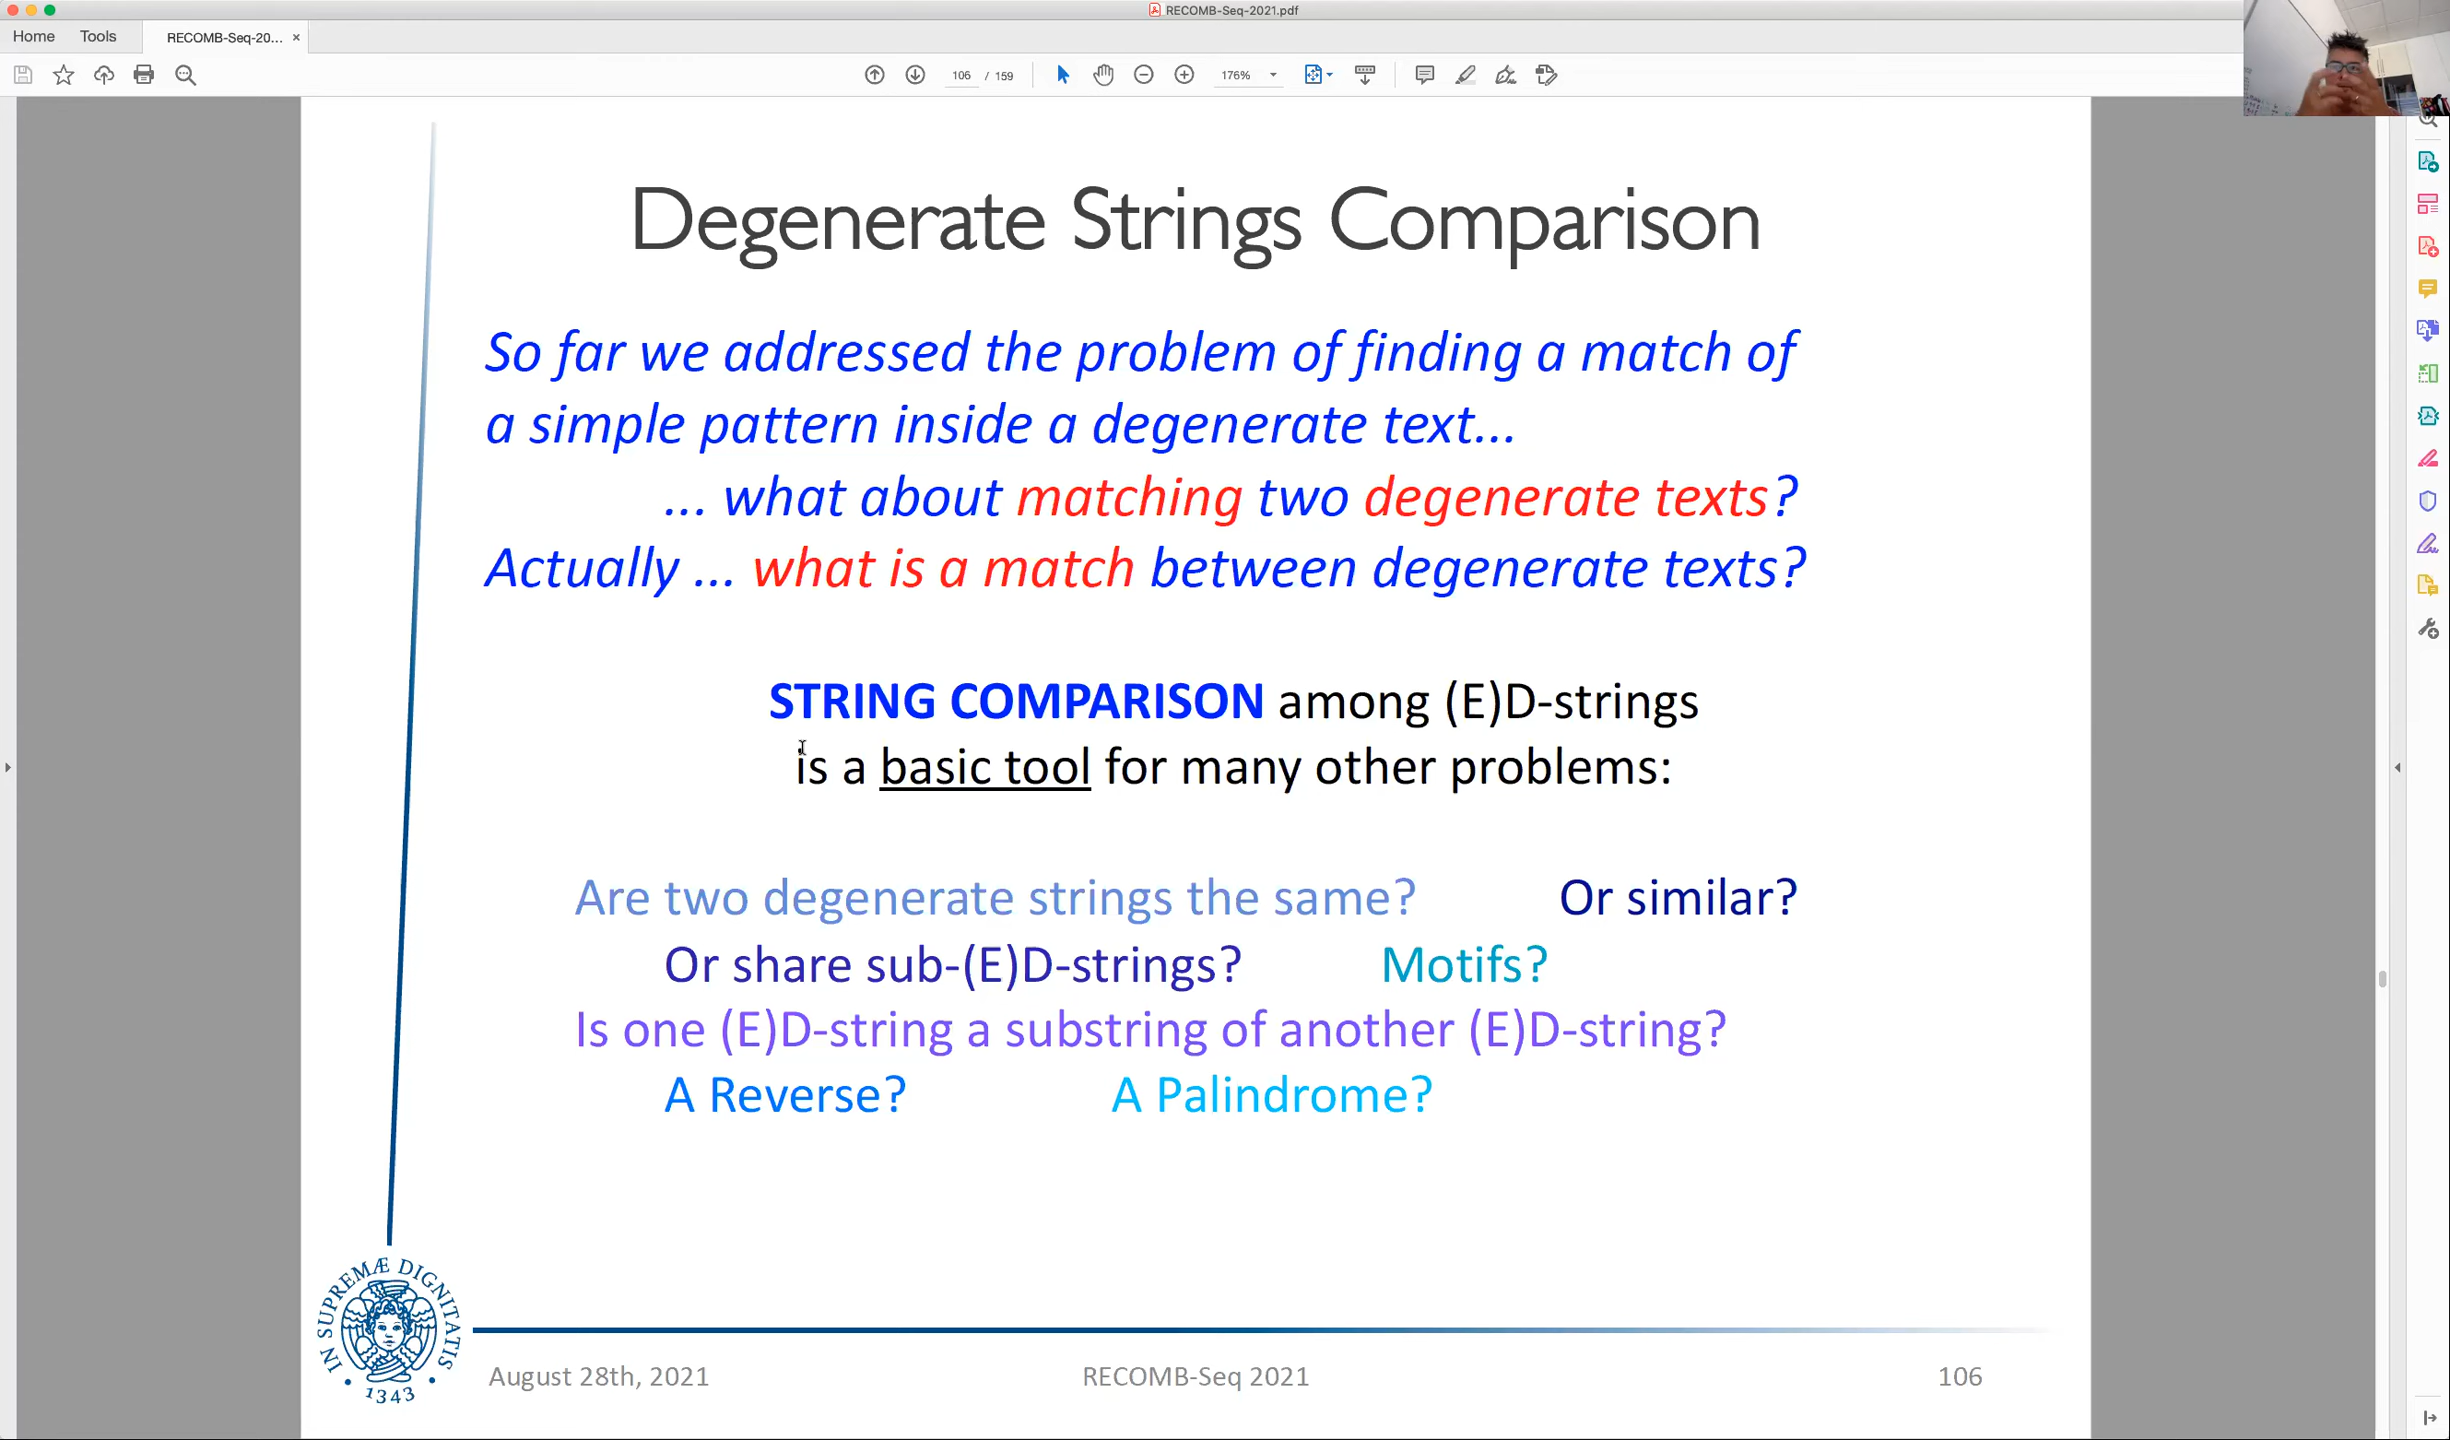 RECOMB-Seq-2021.pdf
Home Tools RECOMB-Seq-20... ×
106 / 159 176%
Degenerate Strings Comparison
So far we addressed the problem of finding a match of
a simple pattern inside a degenerate text...
... what about matching two degenerate texts?
Actually ... what is a match between degenerate texts?
STRING COMPARISON among (E)D-strings
is a basic tool for many other problems:
Are two degenerate strings the same? Or similar?
Or share sub-(E)D-strings? Motifs?
Is one (E)D-string a substring of another (E)D-string?
A Reverse? A Palindrome?
IN SUPREMÆ DIGNITATIS
· 1343 ·
August 28th, 2021 RECOMB-Seq 2021 106